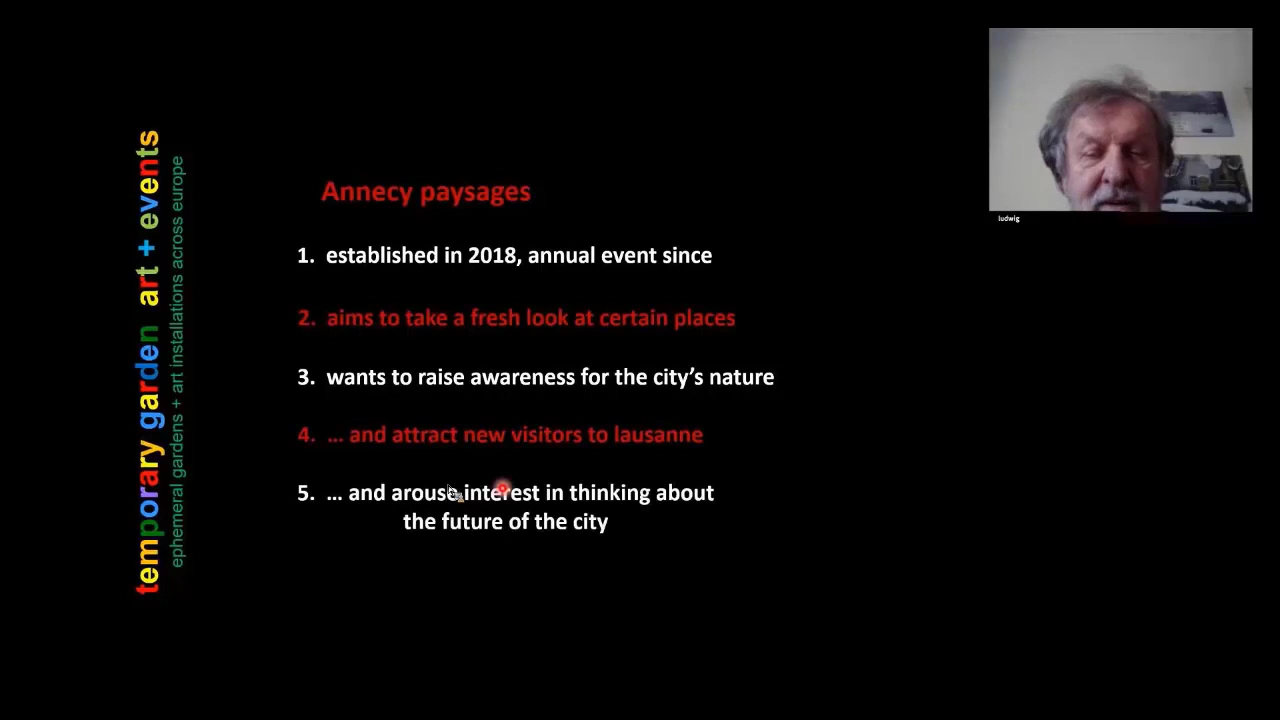 temporary garden art + events
ephemeral gardens + art installations across europe
Annecy paysages
1. established in 2018, annual event since
2. aims to take a fresh look at certain places
3. wants to raise awareness for the city’s nature
4. … and attract new visitors to lausanne
5. … and arouse interest in thinking about
the future of the city
ludwig